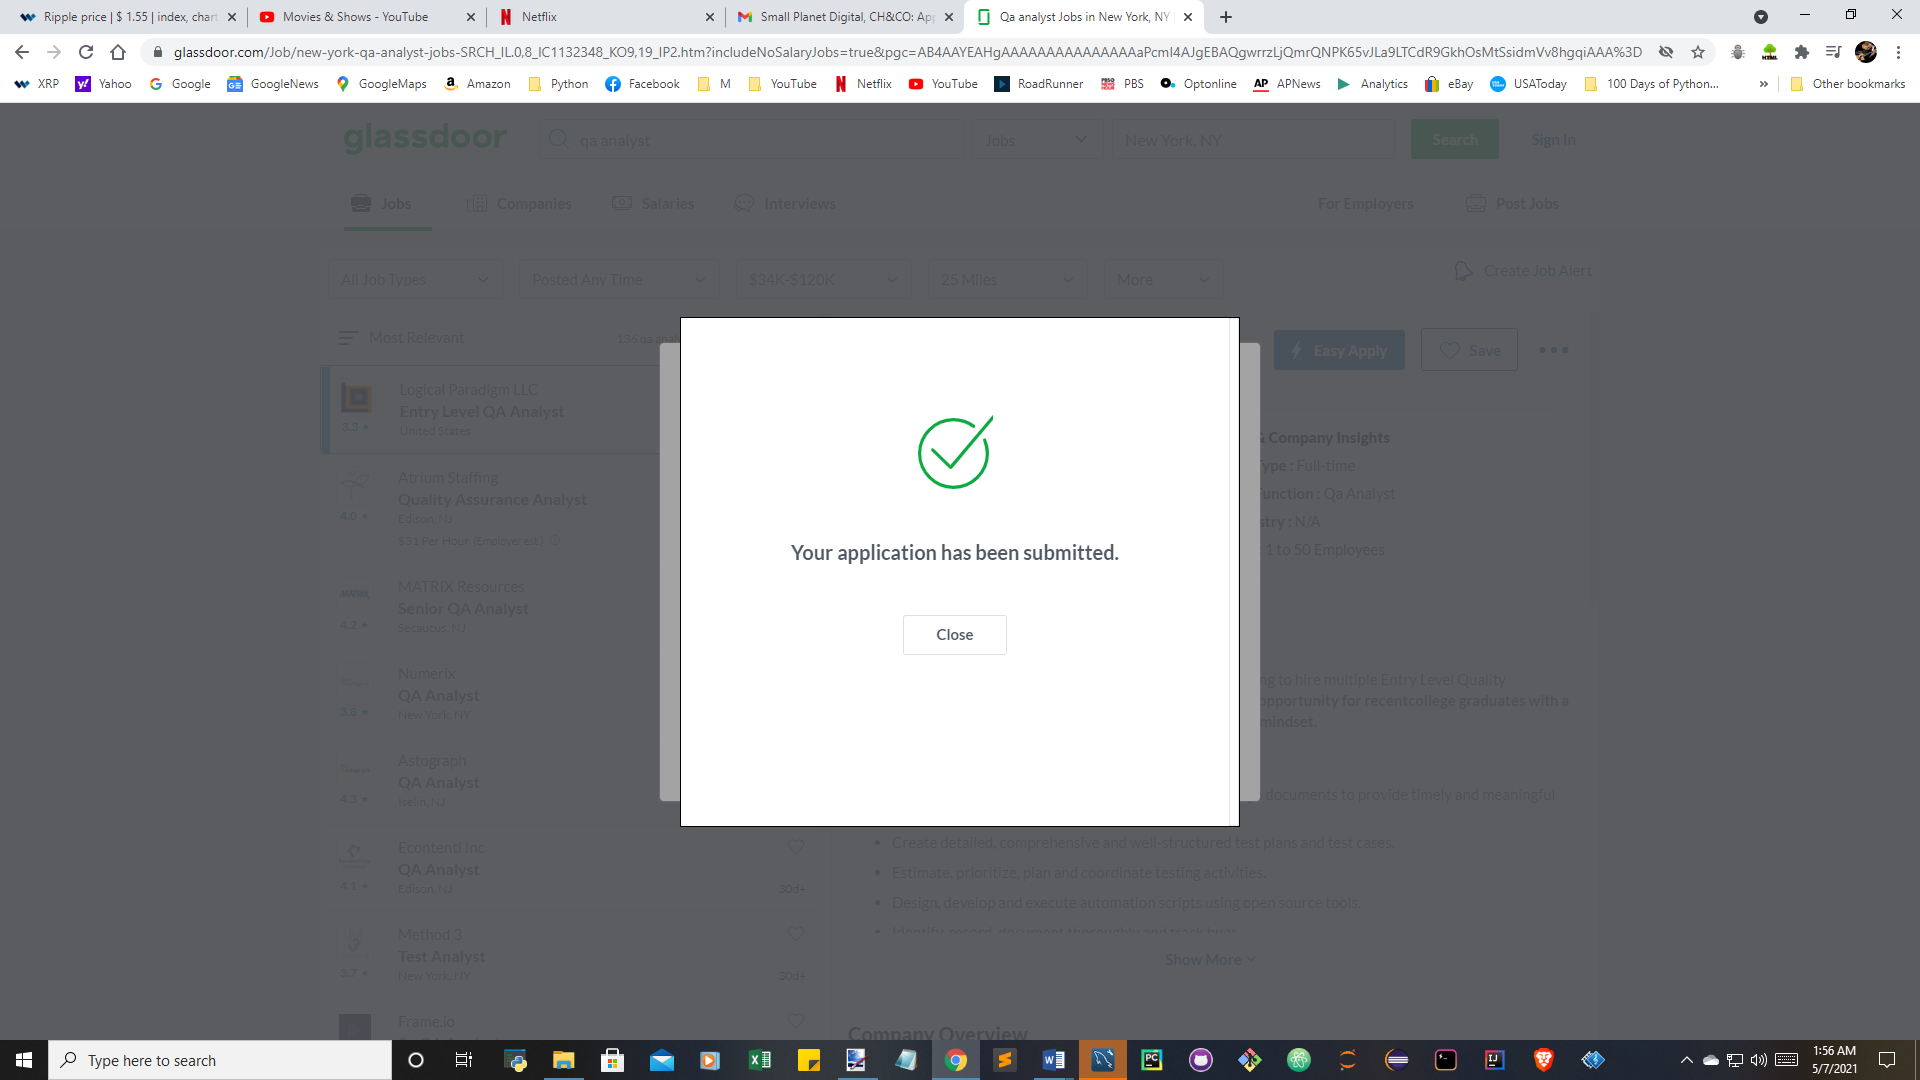 Ripple price | $ 1.55 | index, chart
Movies & Shows - YouTube
Netflix
Small Planet Digital, CH&CO: App
Qa analyst Jobs in New York, NY
glassdoor.com/Job/new-york-qa-analyst-jobs-SRCH_IL.0,8_IC1132348_KO9,19_IP2.htm?includeNoSalaryJobs=true&pgc=AB4AAYEAHgAAAAAAAAAAAAAAAaPcmI4AJgEBAQgwrrzLjQmrQNPK65vJLa9LTCdR9GkhOsMtSsidmVv8hgqiAAA%3D
XRP Yahoo Google GoogleNews GoogleMaps Amazon Python Facebook M YouTube Netflix YouTube RoadRunner PBS Optonline APNews Analytics eBay USAToday 100 Days of Python... » Other bookmarks
glassdoor
qa analyst
Jobs
New York, NY
Search
Sign In
Jobs
Companies
Salaries
Interviews
For Employers
Post Jobs
All Job Types
Posted Any Time
$34K-$120K
25 Miles
More
Create Job Alert
Most Relevant
136 qa
Easy Apply
Save
Logical Paradigm LLC
Entry Level QA Analyst
United States
3.3 ★
Atrium Staffing
Quality Assurance Analyst
Edison, NJ
4.0 ★
$31 Per Hour (Employer est.)
MATRIX Resources
Senior QA Analyst
Secaucus, NJ
4.2 ★
Numerix
QA Analyst
New York, NY
3.8 ★
Astograph
QA Analyst
Iselin, NJ
4.3 ★
Econtenti Inc
QA Analyst
Edison, NJ
4.1 ★
30d+
Method 3
Test Analyst
New York, NY
3.7 ★
30d+
Frame.io
Your application has been submitted.
Close
& Company Insights
Type : Full-time
Function : Qa Analyst
stry : N/A
1 to 50 Employees
ng to hire multiple Entry Level Quality
opportunity for recentcollege graduates with a
mindset.
documents to provide timely and meaningful
• Create detailed, comprehensive and well-structured test plans and test cases.
• Estimate, prioritize, plan and coordinate testing activities.
• Design, develop and execute automation scripts using open source tools.
• Identify, record, document thoroughly and track bugs
Show More
Company Overview
Type here to search
1:56 AM
5/7/2021